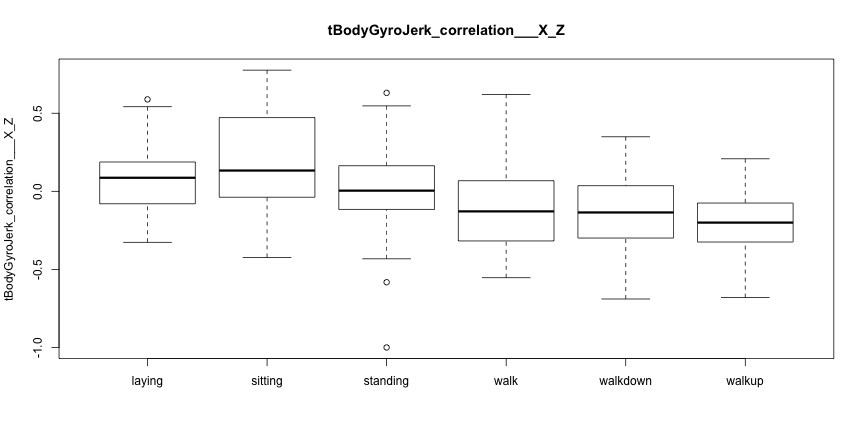 tBodyGyroJerk_correlation___X_Z
tBodyGyroJerk_correlation___X_Z
0.5
0.0
-0.5
-1.0
laying sitting standing walk walkdown walkup